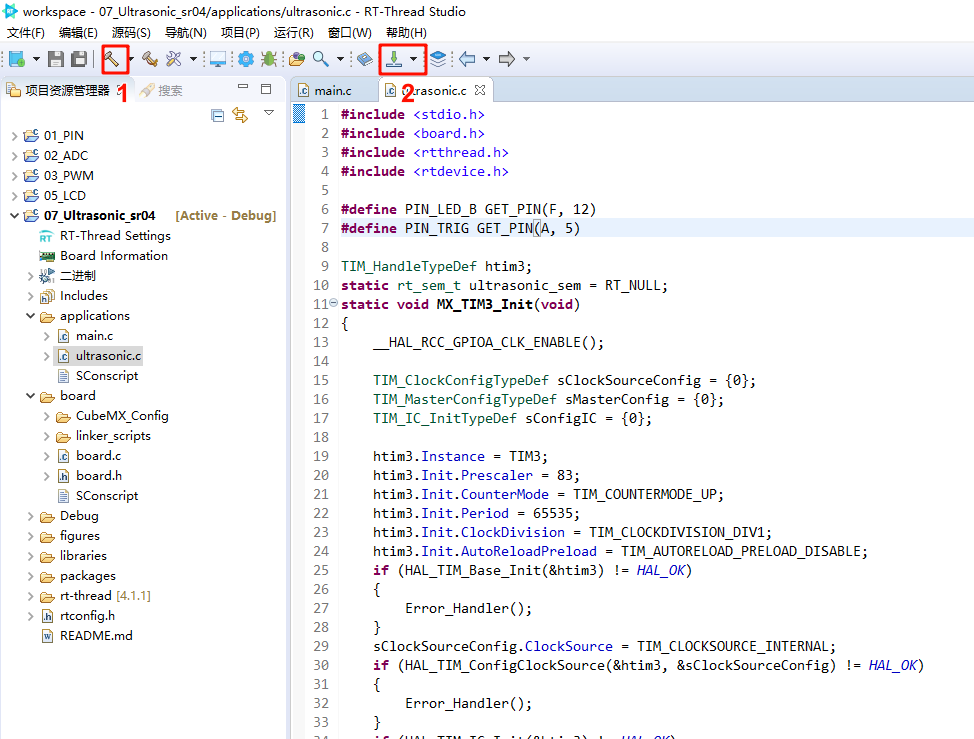 workspace - 07_Ultrasonic_sr04/applications/ultrasonic.c - RT-Thread Studio
文件(F) 编辑(E) 源码(S) 导航(N) 项目(P) 运行(R) 窗口(W) 帮助(H)
1
2
项目资源管理器
搜索
01_PIN
02_ADC
03_PWM
05_LCD
07_Ultrasonic_sr04 [Active - Debug]
RT-Thread Settings
Board Information
二进制
Includes
applications
main.c
ultrasonic.c
SConscript
board
CubeMX_Config
linker_scripts
board.c
board.h
SConscript
Debug
figures
libraries
packages
rt-thread [4.1.1]
rtconfig.h
README.md
main.c
trasonic.c
1 #include <stdio.h>
2 #include <board.h>
3 #include <rtthread.h>
4 #include <rtdevice.h>
5
6 #define PIN_LED_B GET_PIN(F, 12)
7 #define PIN_TRIG GET_PIN(A, 5)
8
9 TIM_HandleTypeDef htim3;
10 static rt_sem_t ultrasonic_sem = RT_NULL;
11 static void MX_TIM3_Init(void)
12 {
13 __HAL_RCC_GPIOA_CLK_ENABLE();
14
15 TIM_ClockConfigTypeDef sClockSourceConfig = {0};
16 TIM_MasterConfigTypeDef sMasterConfig = {0};
17 TIM_IC_InitTypeDef sConfigIC = {0};
18
19 htim3.Instance = TIM3;
20 htim3.Init.Prescaler = 83;
21 htim3.Init.CounterMode = TIM_COUNTERMODE_UP;
22 htim3.Init.Period = 65535;
23 htim3.Init.ClockDivision = TIM_CLOCKDIVISION_DIV1;
24 htim3.Init.AutoReloadPreload = TIM_AUTORELOAD_PRELOAD_DISABLE;
25 if (HAL_TIM_Base_Init(&htim3) != HAL_OK)
26 {
27 Error_Handler();
28 }
29 sClockSourceConfig.ClockSource = TIM_CLOCKSOURCE_INTERNAL;
30 if (HAL_TIM_ConfigClockSource(&htim3, &sClockSourceConfig) != HAL_OK)
31 {
32 Error_Handler();
33 }
34 if (HAL_TIM_IC_Init(&htim3) != HAL_OK)